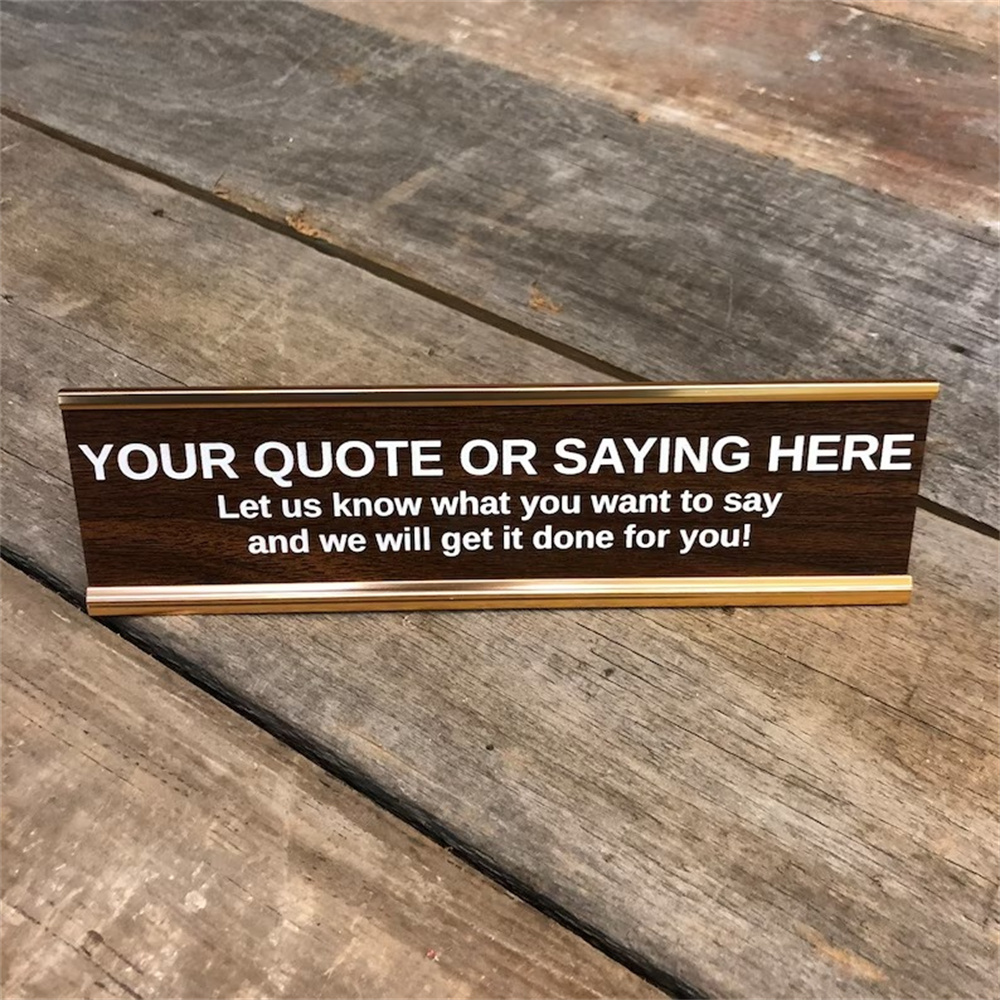 YOUR QUOTE OR SAYING HERE
Let us know what you want to say
and we will get it done for you!